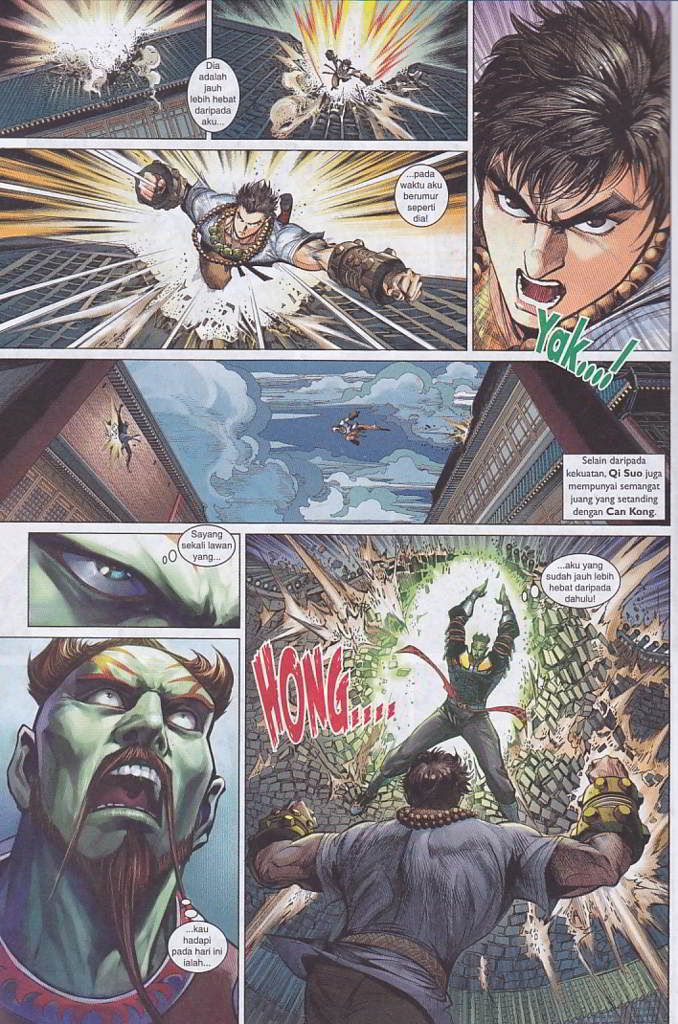 Dia
adalah
jauh
lebih hebat
daripada
aku...
...pada
waktu aku
berumur
seperti
dia!
Yak....!
Selain daripada
kekuatan, Qi Suo juga
mempunyai semangat
juang yang setanding
dengan Can Kong.
Sayang
sekali lawan
yang...
...kau
hadapi
pada hari ini
ialah...
...aku yang
sudah jauh lebih
hebat daripada
dahulu!
HONG....